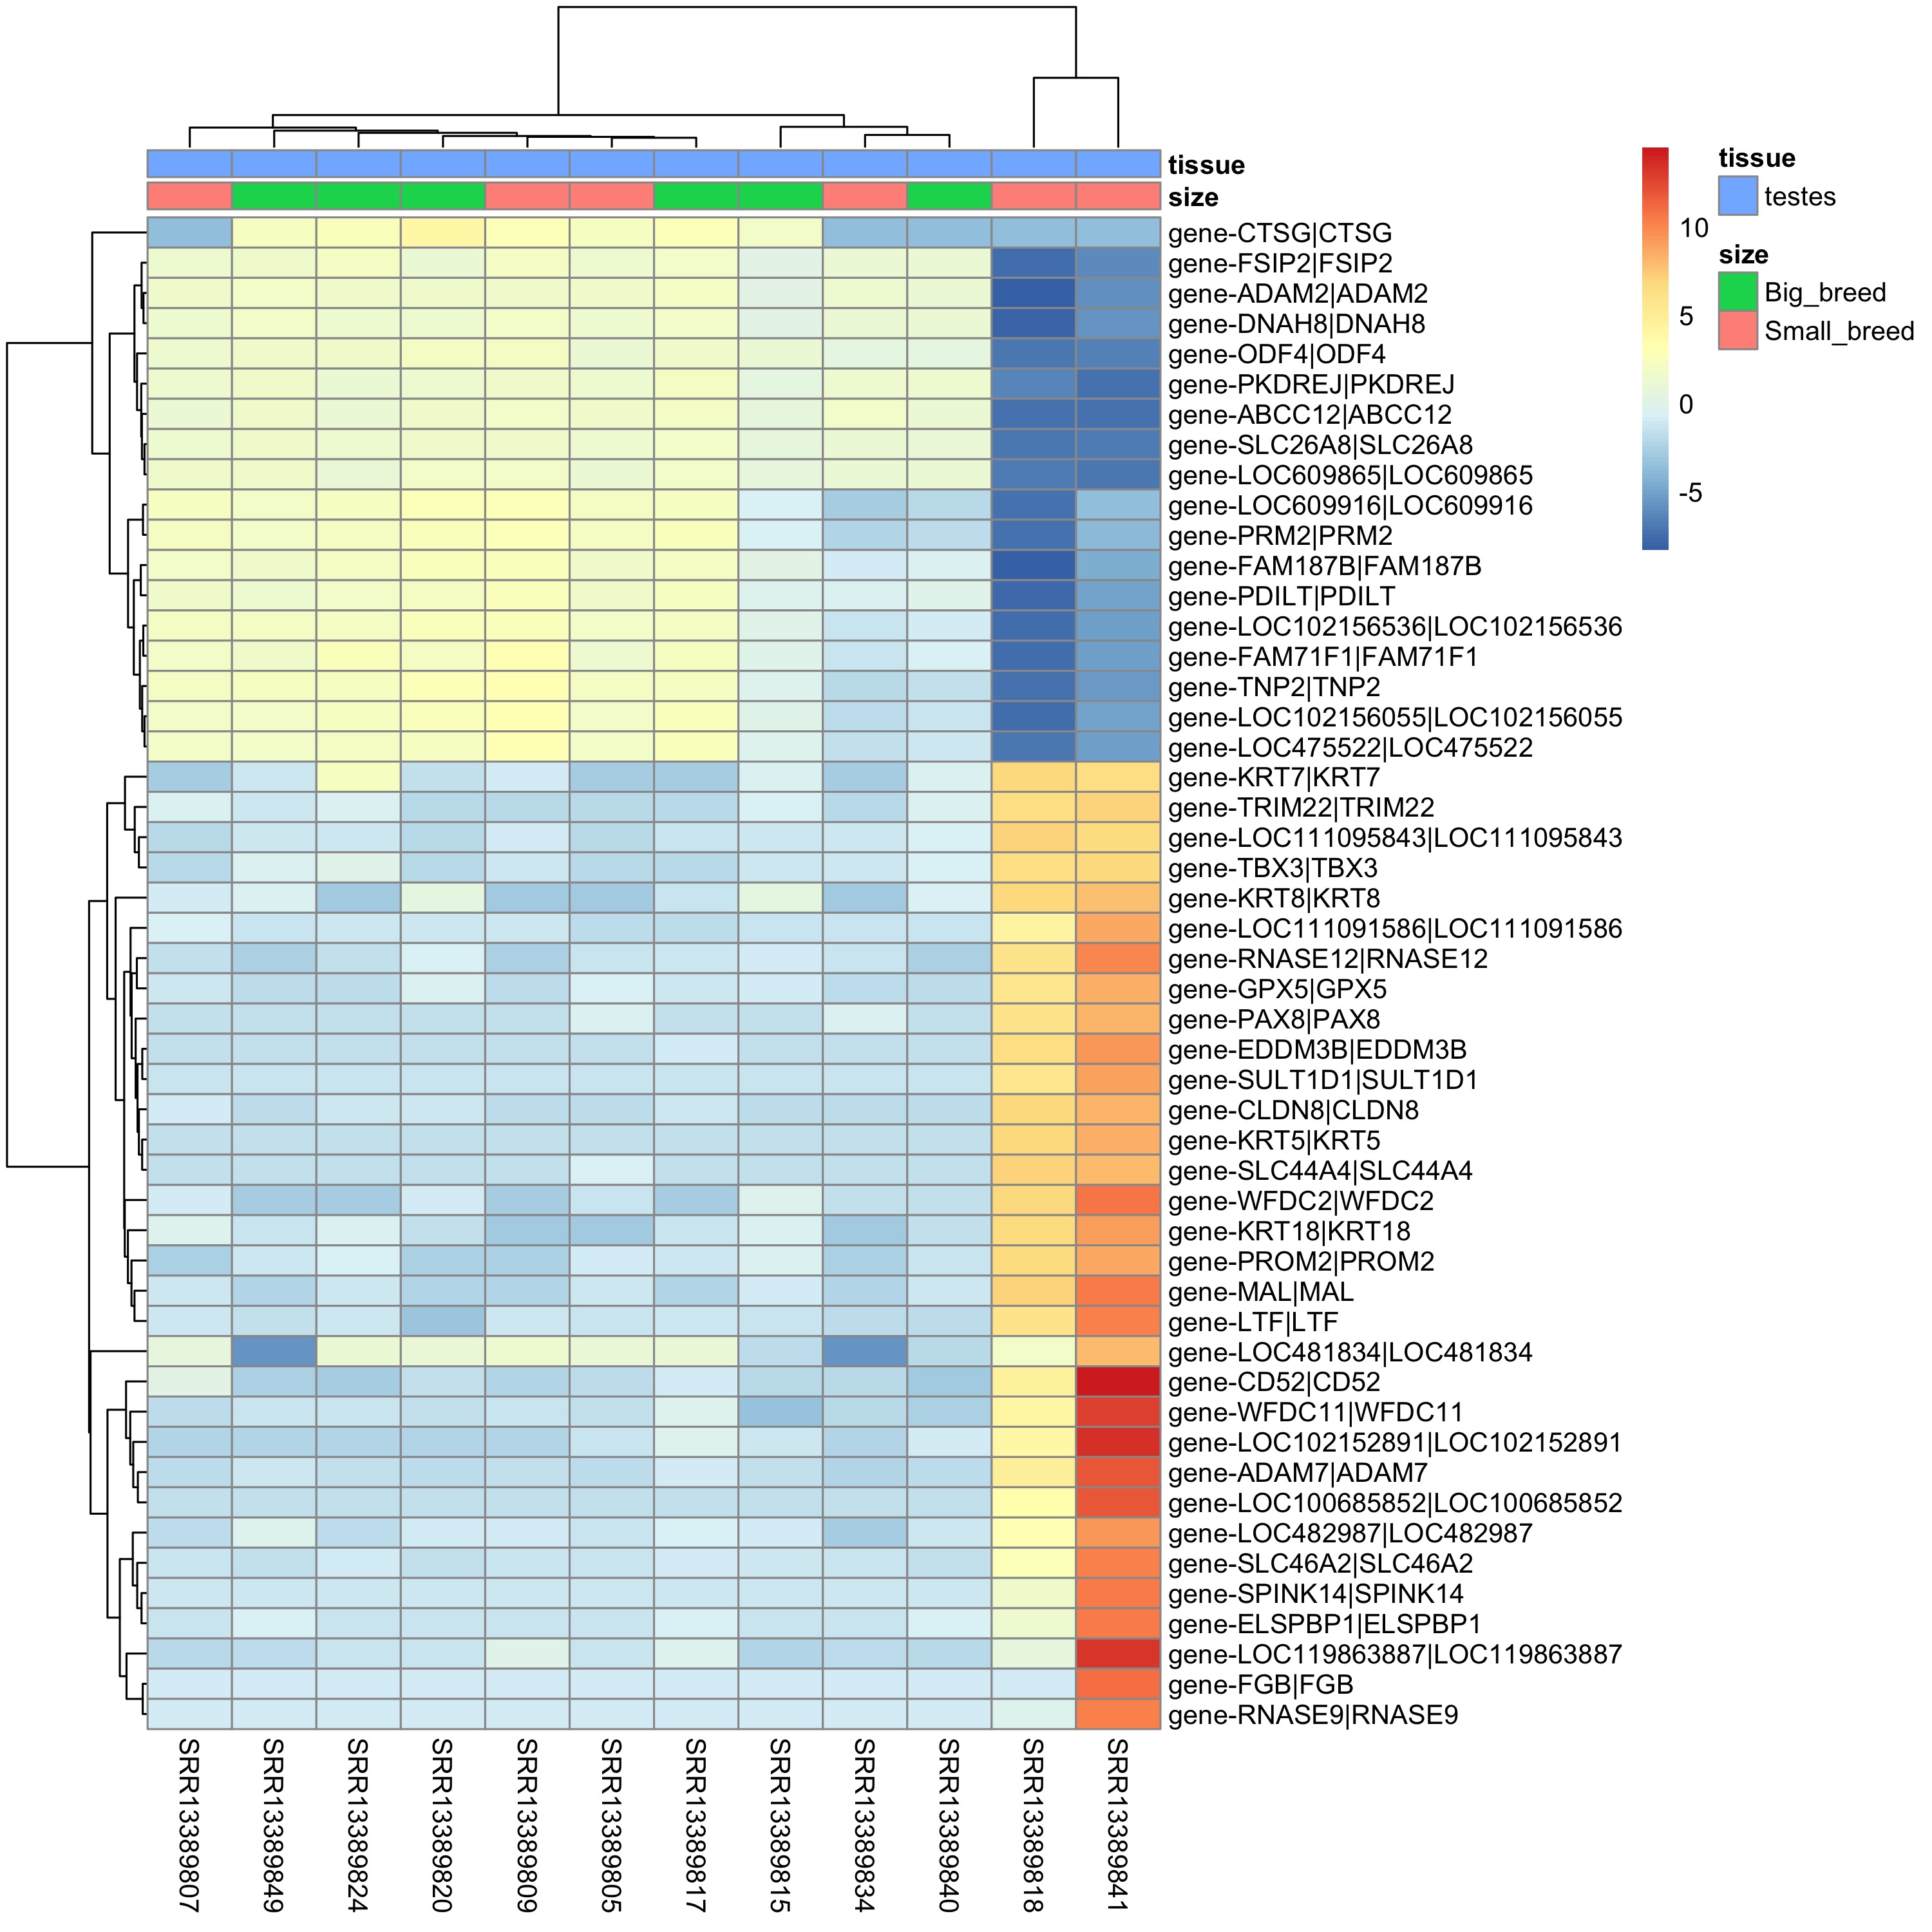 tissue
size
gene-CTSG|CTSG
gene-FSIP2|FSIP2
gene-ADAM2|ADAM2
gene-DNAH8|DNAH8
gene-ODF4|ODF4
gene-PKDREJ|PKDREJ
gene-ABCC12|ABCC12
gene-SLC26A8|SLC26A8
gene-LOC609865|LOC609865
gene-LOC609916|LOC609916
gene-PRM2|PRM2
gene-FAM187B|FAM187B
gene-PDILT|PDILT
gene-LOC102156536|LOC102156536
gene-FAM71F1|FAM71F1
gene-TNP2|TNP2
gene-LOC102156055|LOC102156055
gene-LOC475522|LOC475522
gene-KRT7|KRT7
gene-TRIM22|TRIM22
gene-LOC111095843|LOC111095843
gene-TBX3|TBX3
gene-KRT8|KRT8
gene-LOC111091586|LOC111091586
gene-RNASE12|RNASE12
gene-GPX5|GPX5
gene-PAX8|PAX8
gene-EDDM3B|EDDM3B
gene-SULT1D1|SULT1D1
gene-CLDN8|CLDN8
gene-KRT5|KRT5
gene-SLC44A4|SLC44A4
gene-WFDC2|WFDC2
gene-KRT18|KRT18
gene-PROM2|PROM2
gene-MAL|MAL
gene-LTF|LTF
gene-LOC481834|LOC481834
gene-CD52|CD52
gene-WFDC11|WFDC11
gene-LOC102152891|LOC102152891
gene-ADAM7|ADAM7
gene-LOC100685852|LOC100685852
gene-LOC482987|LOC482987
gene-SLC46A2|SLC46A2
gene-SPINK14|SPINK14
gene-ELSPBP1|ELSPBP1
gene-LOC119863887|LOC119863887
gene-FGB|FGB
gene-RNASE9|RNASE9
SRR13389807
SRR13389849
SRR13389824
SRR13389820
SRR13389809
SRR13389805
SRR13389817
SRR13389815
SRR13389834
SRR13389840
SRR13389818
SRR13389841
10
5
0
-5
tissue
testes
size
Big_breed
Small_breed